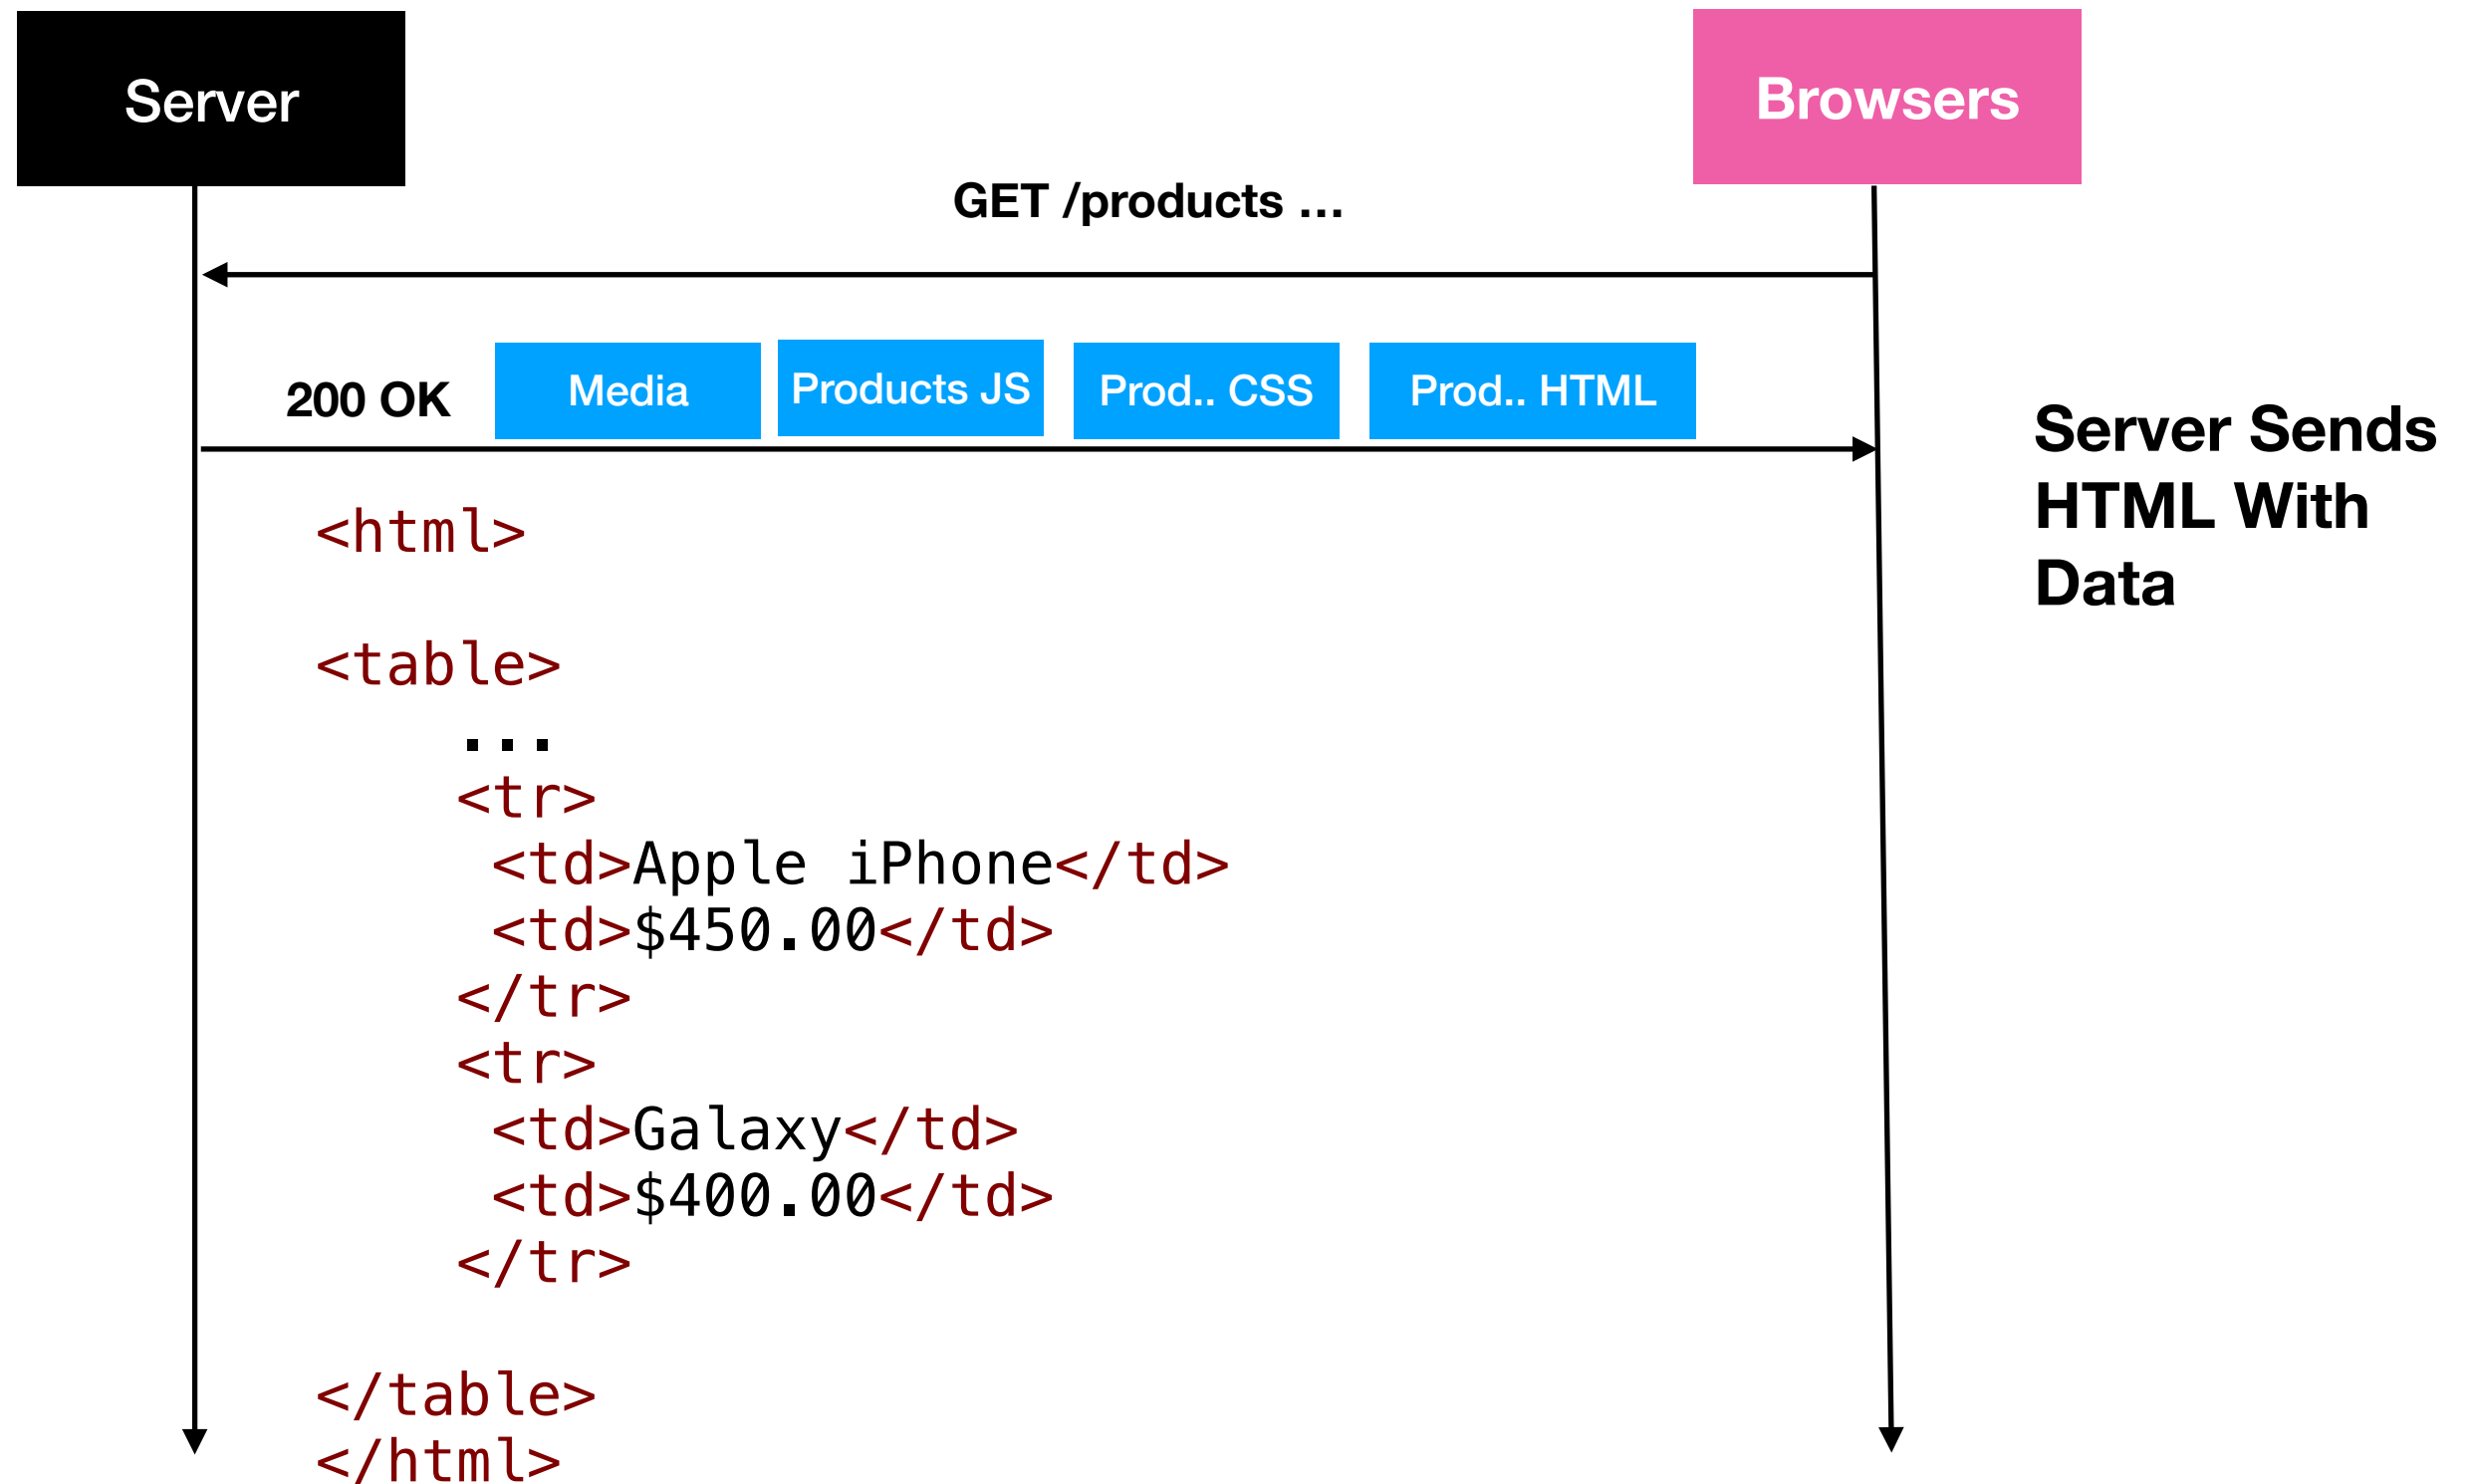 Server
Browsers
GET /products ...
200 OK
Media
Products JS
Prod.. CSS
Prod.. HTML
Server Sends
HTML With
Data
<html>
<table>
...
<tr>
<td>Apple iPhone</td>
<td>$450.00</td>
</tr>
<tr>
<td>Galaxy</td>
<td>$400.00</td>
</tr>
</table>
</html>